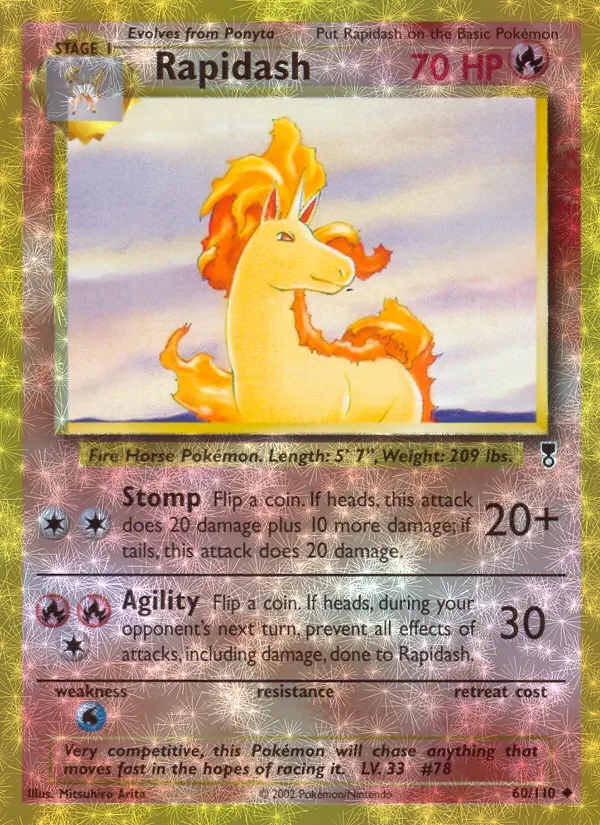 Evolves from Ponyta Put Rapidash on the Basic Pokémon
STAGE 1
Rapidash 70 HP
Fire Horse Pokémon. Length: 5' 7", Weight: 209 lbs.
Stomp Flip a coin. If heads, this attack
does 20 damage plus 10 more damage; if
tails, this attack does 20 damage.
20+
Agility Flip a coin. If heads, during your
opponent's next turn, prevent all effects of
attacks, including damage, done to Rapidash.
30
weakness resistance retreat cost
Very competitive, this Pokémon will chase anything that
moves fast in the hopes of racing it. LV. 33 #78
Illus. Mitsuhiro Arita © 2002 Pokémon/Nintendo 60/110